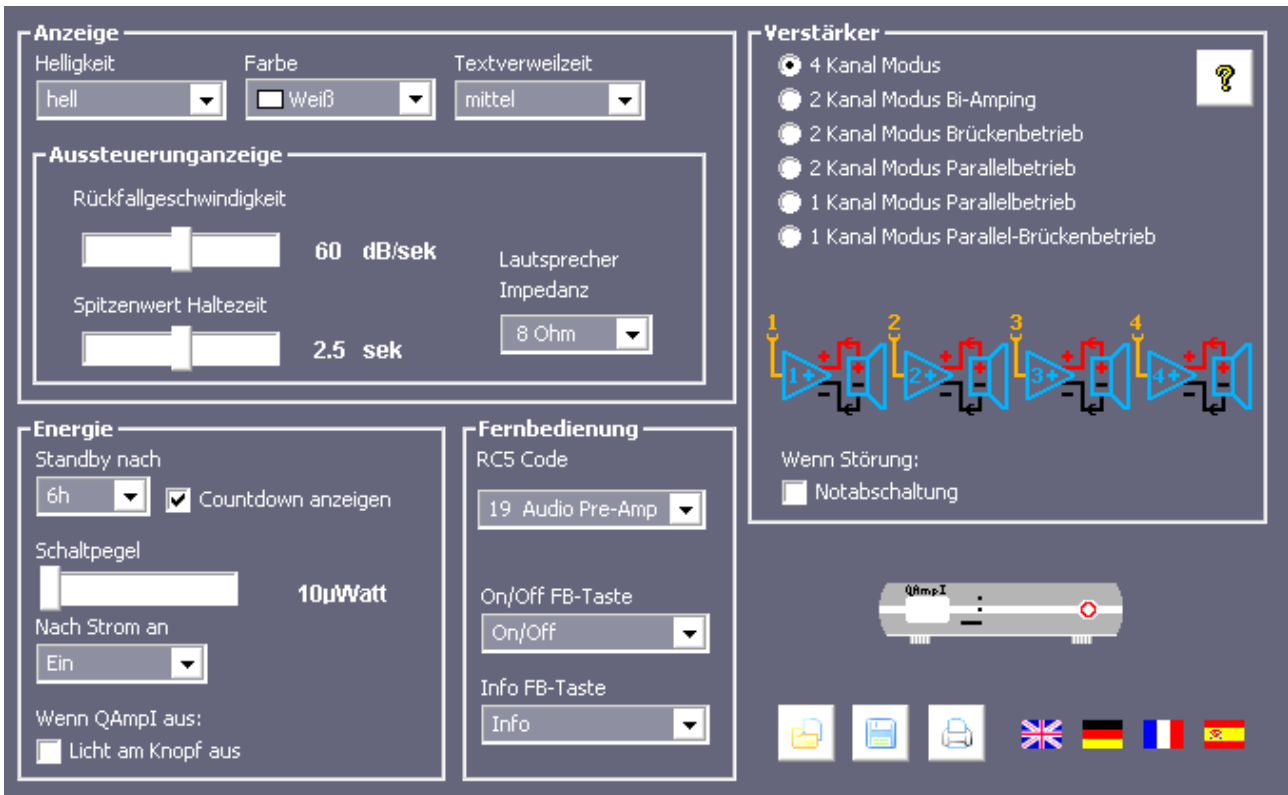 Anzeige
Helligkeit Farbe Textverweilzeit
hell Weiß mittel
Aussteuerunganzeige
Rückfallgeschwindigkeit
60 dB/sek
Spitzenwert Haltezeit
2.5 sek
Lautsprecher
Impedanz
8 Ohm
Energie
Standby nach
6h Countdown anzeigen
Schaltpegel
10µWatt
Nach Strom an
Ein
Wenn QAmpI aus:
Licht am Knopf aus
Fernbedienung
RC5 Code
19 Audio Pre-Amp
On/Off FB-Taste
On/Off
Info FB-Taste
Info
Verstärker
4 Kanal Modus
?
2 Kanal Modus Bi-Amping
2 Kanal Modus Brückenbetrieb
2 Kanal Modus Parallelbetrieb
1 Kanal Modus Parallelbetrieb
1 Kanal Modus Parallel-Brückenbetrieb
1 2 3 4
1+ + + 2+ + + 3+ + + 4+ + +
- - - - - - - -
Wenn Störung:
Notabschaltung
QAmpI